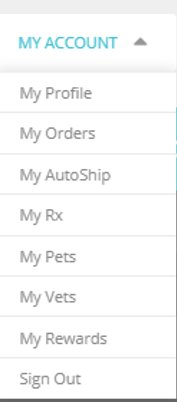 MY ACCOUNT
My Profile
My Orders
My AutoShip
My Rx
My Pets
My Vets
My Rewards
Sign Out